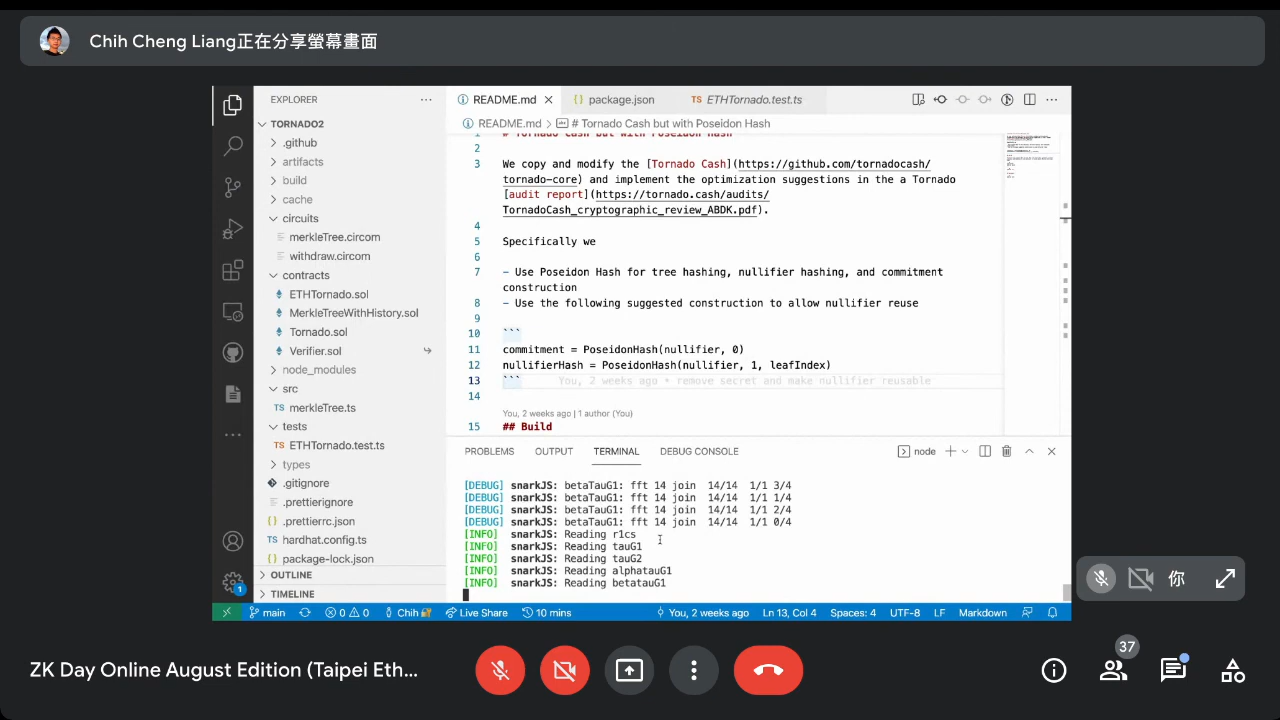 Chih Cheng Liang正在分享螢幕畫面
EXPLORER
TORNADO2
.github
artifacts
build
cache
circuits
merkleTree.circom
withdraw.circom
contracts
ETHTornado.sol
MerkleTreeWithHistory.sol
Tornado.sol
Verifier.sol
node_modules
src
merkleTree.ts
tests
ETHTornado.test.ts
types
.gitignore
.prettierignore
.prettierrc.json
hardhat.config.ts
package-lock.json
OUTLINE
TIMELINE
README.md
package.json
ETHTornado.test.ts
README.md > # Tornado Cash but with Poseidon Hash
1 # Tornado Cash but with Poseidon Hash
2
3 We copy and modify the [Tornado Cash](https://github.com/tornadocash/
tornado-core) and implement the optimization suggestions in the a Tornado
[audit report](https://tornado.cash/audits/
TornadoCash_cryptographic_review_ABDK.pdf).
4
5 Specifically we
6
7 - Use Poseidon Hash for tree hashing, nullifier hashing, and commitment
construction
8 - Use the following suggested construction to allow nullifier reuse
9
10 ```
11 commitment = PoseidonHash(nullifier, 0)
12 nullifierHash = PoseidonHash(nullifier, 1, leafIndex)
13 ``` You, 2 weeks ago • remove secret and make nullifier reusable
14
You, 2 weeks ago | 1 author (You)
15 ## Build
PROBLEMS OUTPUT TERMINAL DEBUG CONSOLE
node
[DEBUG] snarkJS: betaTauG1: fft 14 join 14/14 1/1 3/4
[DEBUG] snarkJS: betaTauG1: fft 14 join 14/14 1/1 1/4
[DEBUG] snarkJS: betaTauG1: fft 14 join 14/14 1/1 2/4
[DEBUG] snarkJS: betaTauG1: fft 14 join 14/14 1/1 0/4
[INFO] snarkJS: Reading r1cs
[INFO] snarkJS: Reading tauG1
[INFO] snarkJS: Reading tauG2
[INFO] snarkJS: Reading alphatauG1
[INFO] snarkJS: Reading betatauG1
1
main 0 0 Chih Live Share 10 mins You, 2 weeks ago Ln 13, Col 4 Spaces: 4 UTF-8 LF Markdown
你
ZK Day Online August Edition (Taipei Eth...
37